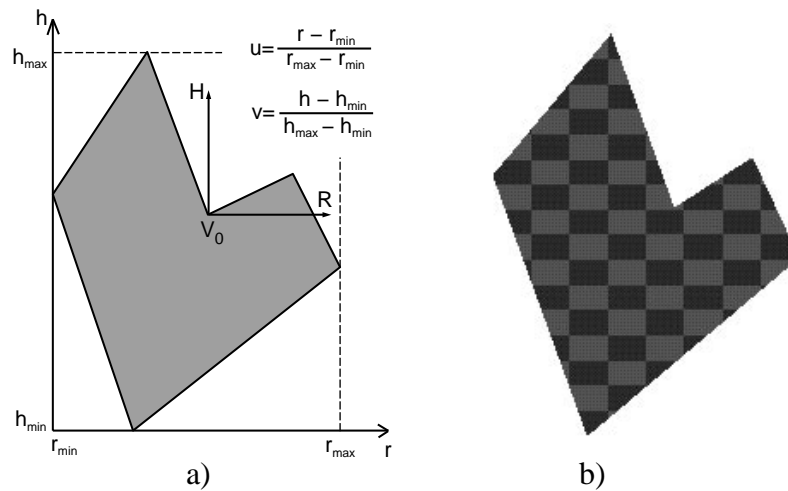 h
u= r – r_min / r_max – r_min
h_max
H
v= h – h_min / h_max – h_min
R
V_0
h_min
r_min
r_max
r
a)
b)